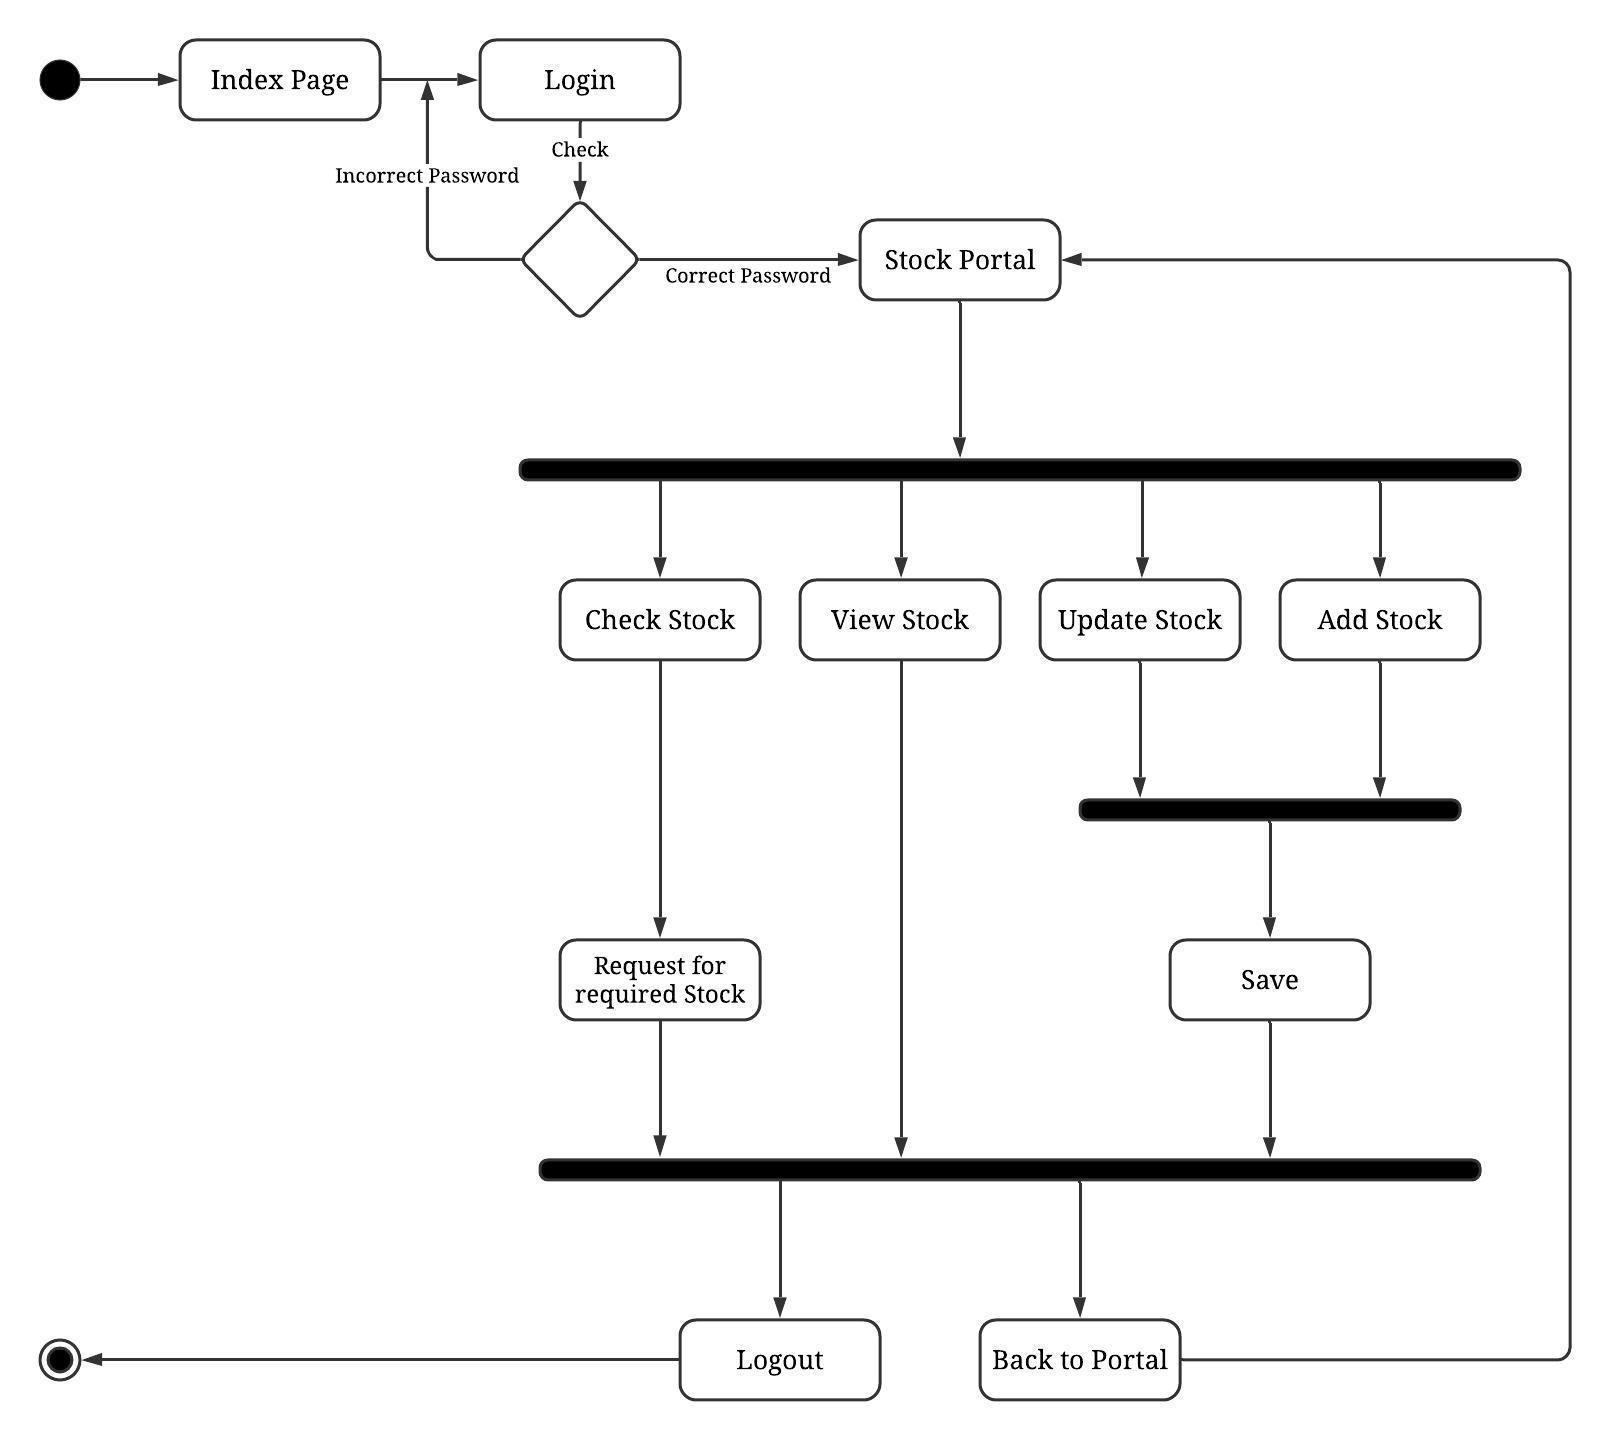 Index Page
Login
Check
Incorrect Password
Correct Password
Stock Portal
Check Stock
View Stock
Update Stock
Add Stock
Request for
required Stock
Save
Logout
Back to Portal